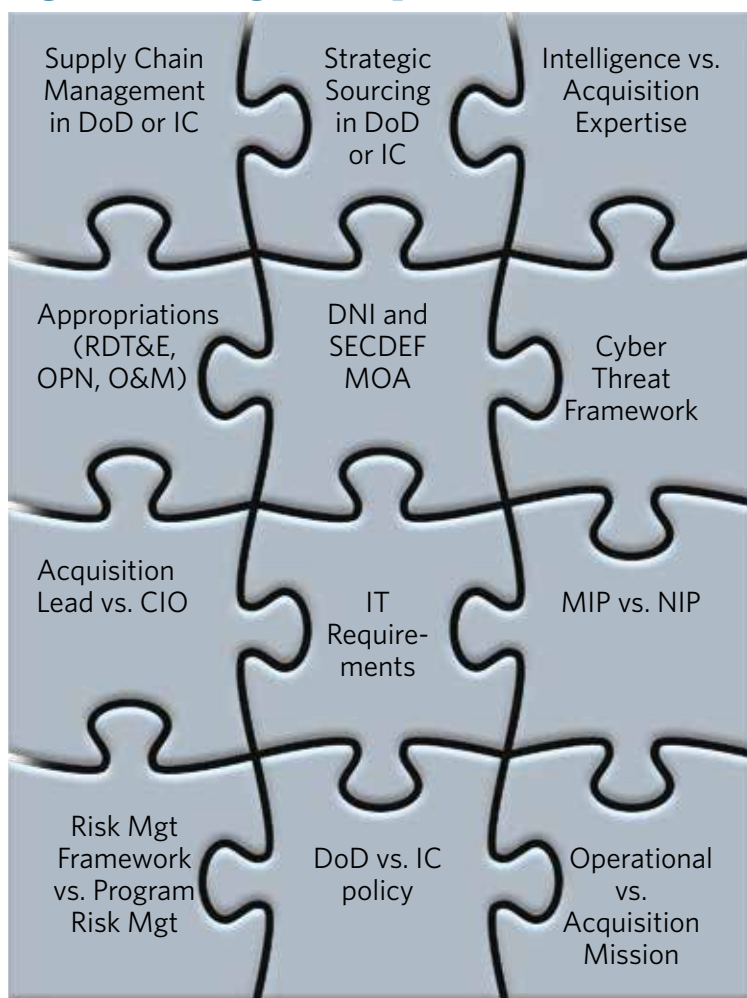 Supply Chain
Management
in DoD or IC
Strategic
Sourcing
in DoD
or IC
Intelligence vs.
Acquisition
Expertise
Appropriations
(RDT&E,
OPN, O&M)
DNI and
SECDEF
MOA
Cyber
Threat
Framework
Acquisition
Lead vs. CIO
IT
Require-
ments
MIP vs. NIP
Risk Mgt
Framework
vs. Program
Risk Mgt
DoD vs. IC
policy
Operational
vs.
Acquisition
Mission